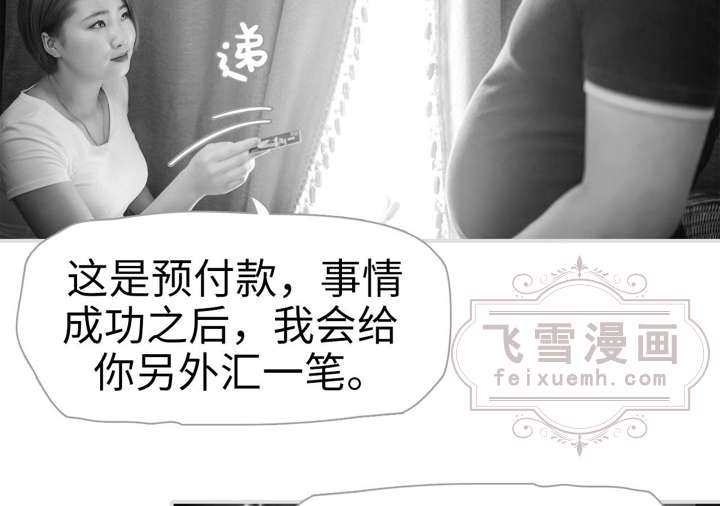 递
这是预付款，事情
成功之后，我会给
你另外汇一笔。
飞雪漫画
feixuemh.com